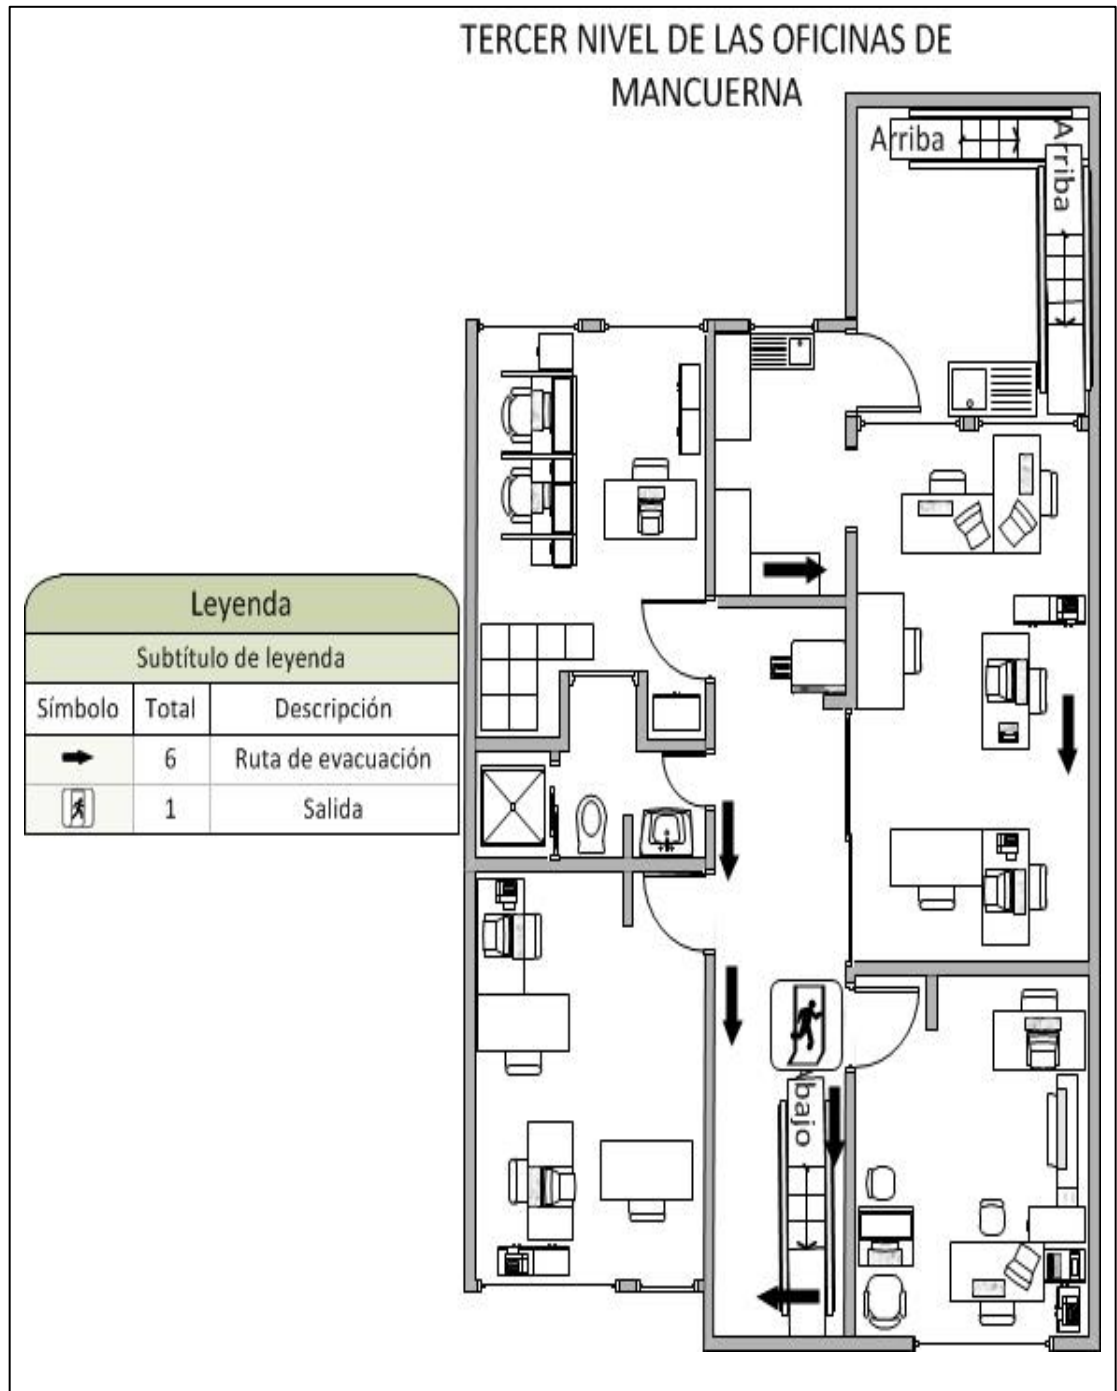 TERCER NIVEL DE LAS OFICINAS DE
MANCUERNA
Arriba
Arriba
Leyenda
Subtítulo de leyenda
Símbolo Total Descripción
6 Ruta de evacuación
1 Salida
Abajo